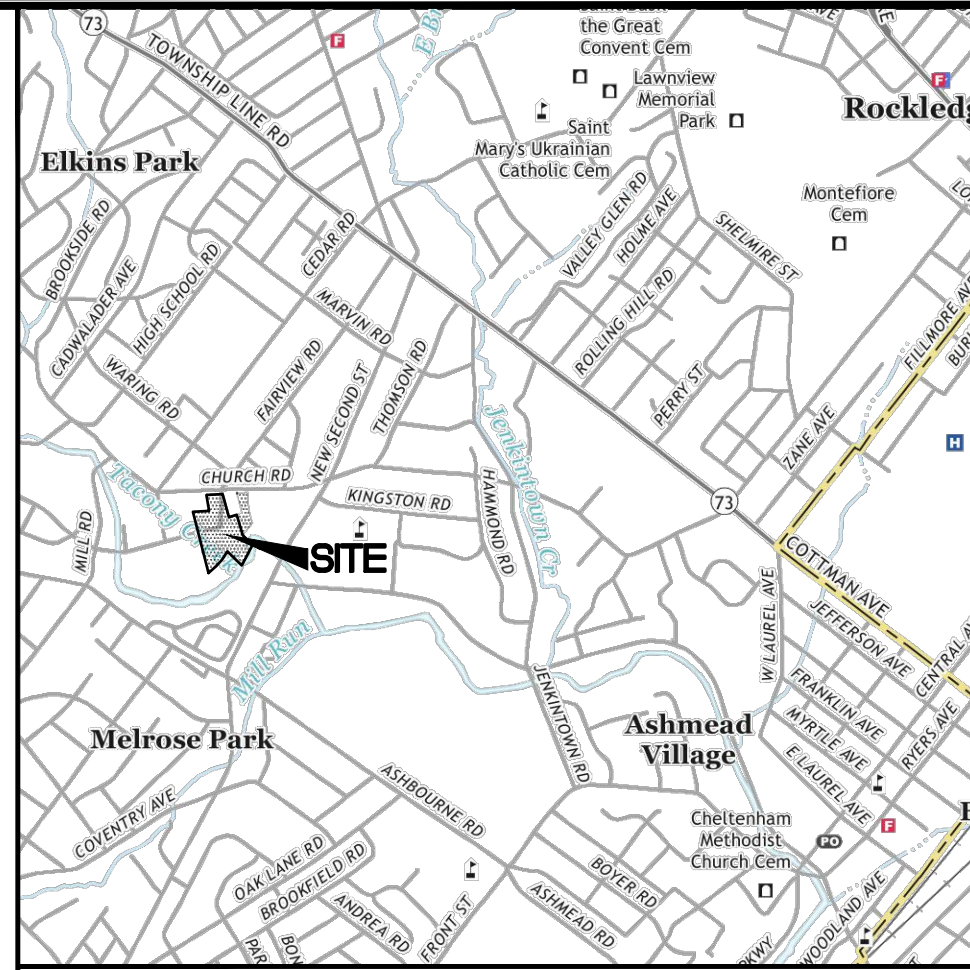 73
TOWNSHIP LINE RD
F
the Great
Convent Cem
Lawnview
Memorial
Park
Saint
Mary's Ukrainian
Catholic Cem
F
Elkins Park
Montefiore
Cem
BROOKSIDE RD
CADWALADER AVE
HIGH SCHOOL RD
CEDAR RD
VALLEY GLEN RD
HOLME AVE
SHELMIRE ST
ROLLING HILL RD
MARVIN RD
FILLMORE AVE
WARING RD
FAIRVIEW RD
NEW SECOND ST
THOMSON RD
PERRY ST
ZANE AVE
H
Jenkintown Cr
CHURCH RD
KINGSTON RD
HAMMOND RD
73
MILL RD
SITE
COTTMAN AVE
W LAUREL AVE
JEFFERSON AVE
Mill Run
JENKINTOWN RD
FRANKLIN AVE
MYRTLE AVE
E LAUREL AVE
RYERS AVE
Ashmead
Village
Melrose Park
COVENTRY AVE
ASHBOURNE RD
F
Cheltenham
Methodist
Church Cem
PO
OAK LANE RD
BROOKFIELD RD
ANDREA RD
FRONT ST
BOYER RD
ASHMEAD RD
WOODLAND AVE